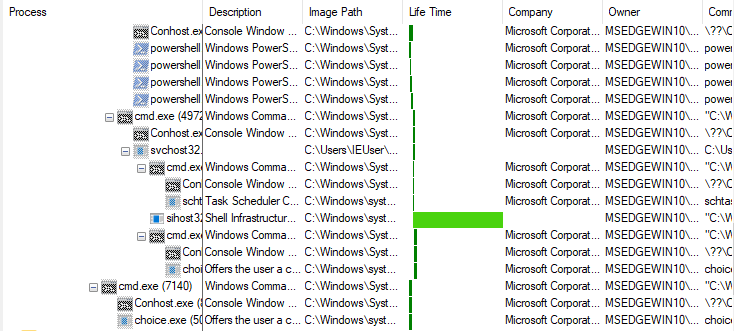 Process Description Image Path Life Time Company Owner Comm
Conhost.ex Console Window ... C:\Windows\Syst... Microsoft Corporat... MSEDGEWIN10\... \??\C
powershell Windows PowerS... C:\Windows\Syst... Microsoft Corporat... MSEDGEWIN10\... power
powershell Windows PowerS... C:\Windows\Syst... Microsoft Corporat... MSEDGEWIN10\... power
powershell Windows PowerS... C:\Windows\Syst... Microsoft Corporat... MSEDGEWIN10\... power
powershell Windows PowerS... C:\Windows\Syst... Microsoft Corporat... MSEDGEWIN10\... power
cmd.exe (4972 Windows Comma... C:\Windows\Syst... Microsoft Corporat... MSEDGEWIN10\... "C:\W
Conhost.ex Console Window ... C:\Windows\Syst... Microsoft Corporat... MSEDGEWIN10\... \??\C
svchost32. C:\Users\IEUser\... MSEDGEWIN10\... C:\Us
cmd.e Windows Comma... C:\Windows\Syst... Microsoft Corporat... MSEDGEWIN10\... "C:\W
Con Console Window ... C:\Windows\Syst... Microsoft Corporat... MSEDGEWIN10\... \??\C
scht Task Scheduler C... C:\Windows\syst... Microsoft Corporat... MSEDGEWIN10\... schtas
sihost32 Shell Infrastructur... C:\Windows\Syst... MSEDGEWIN10\... "C:\W
cmd.e Windows Comma... C:\Windows\Syst... Microsoft Corporat... MSEDGEWIN10\... "C:\W
Con Console Window ... C:\Windows\Syst... Microsoft Corporat... MSEDGEWIN10\... \??\C
choi Offers the user a c... C:\Windows\syst... Microsoft Corporat... MSEDGEWIN10\... choice
cmd.exe (7140) Windows Comma... C:\Windows\Syst... Microsoft Corporat... MSEDGEWIN10\... "C:\W
Conhost.exe (8 Console Window ... C:\Windows\Syst... Microsoft Corporat... MSEDGEWIN10\... \??\C
choice.exe (50 Offers the user a c... C:\Windows\syst... Microsoft Corporat... MSEDGEWIN10\... choice